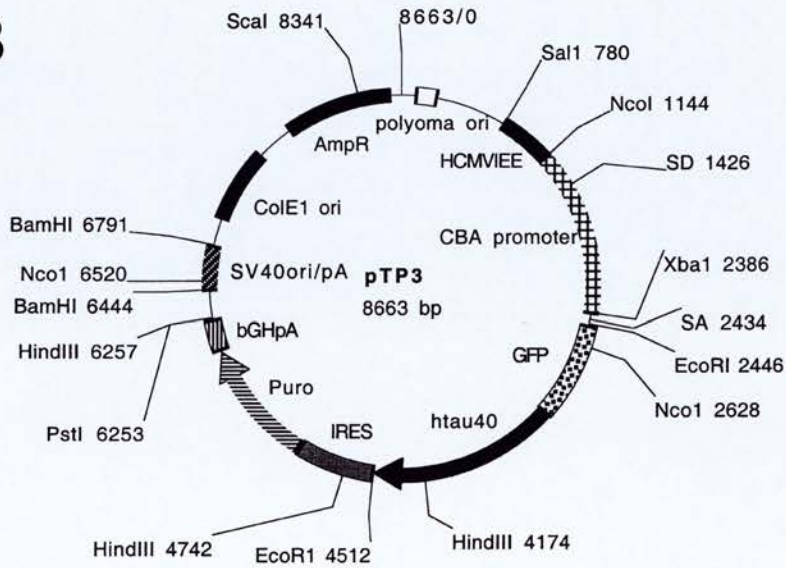 B
ScaI 8341
8663/0
Sal1 780
polyoma ori
NcoI 1144
AmpR
HCMVIEE
SD 1426
ColE1 ori
BamHI 6791
CBA promoter
Nco1 6520
SV40ori/pA
pTP3
Xba1 2386
BamHI 6444
8663 bp
SA 2434
HindIII 6257
bGHpA
GFP
EcoRI 2446
Puro
Nco1 2628
PstI 6253
IRES
htau40
HindIII 4742
EcoR1 4512
HindIII 4174